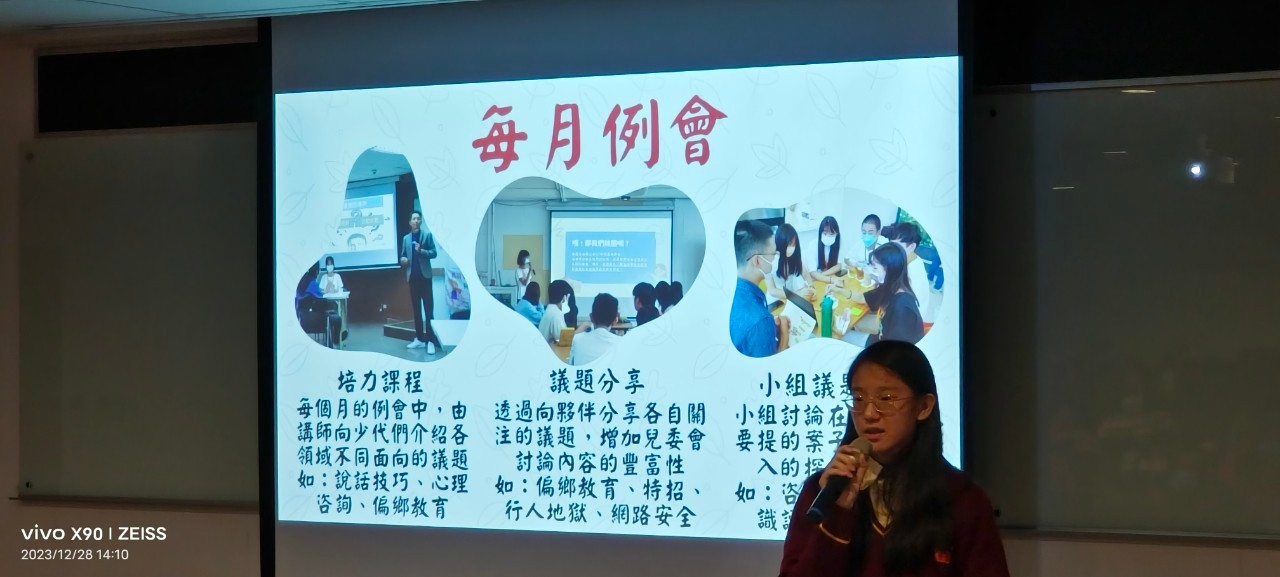 每月例會
培力課程
每個月的例會中，由
講師向少代們介紹各
領域不同面向的議題
如：說話技巧、心理
咨詢、偏鄉教育
議題分享
透過向夥伴分享各自關
注的議題，增加兒委會
討論內容的豐富性
如：偏鄉教育、特招、
行人地獄、網路安全
小組議題
小組討論在
要提的案子
入的探
如：咨
識
vivo X90 | ZEISS
2023/12/28 14:10